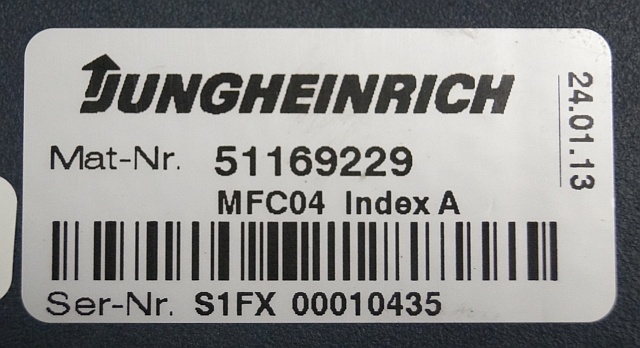 JUNGHEINRICH
Mat-Nr. 51169229
MFC04 Index A
Ser-Nr. S1FX 00010435
24.01.13